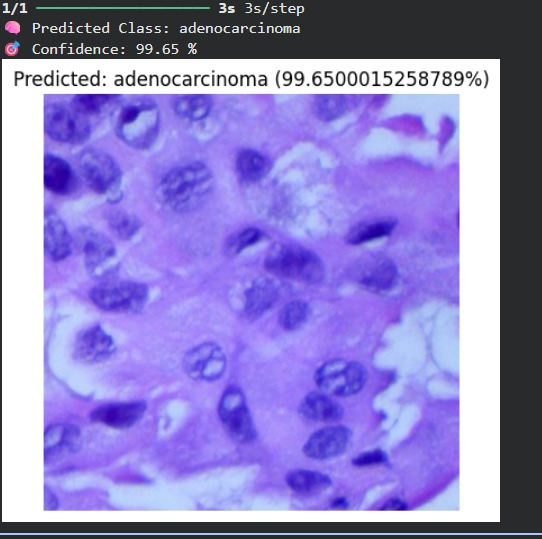 1/1 ━━━━━━━━━━━━━━━━━━━━ 3s 3s/step
🧠 Predicted Class: adenocarcinoma
🎯 Confidence: 99.65 %
Predicted: adenocarcinoma (99.6500015258789%)